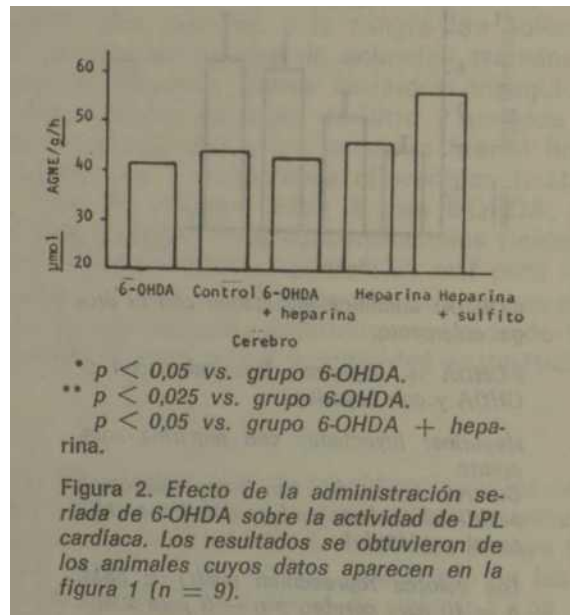 60
50
40
30
20
µmol AGNE/g/h
6-OHDA Control 6-OHDA Heparina Heparina
+ heparina + sulfito
Cerebro
* p < 0,05 vs. grupo 6-OHDA.
** p < 0,025 vs. grupo 6-OHDA.
p < 0,05 vs. grupo 6-OHDA + hepa-
rina.
Figura 2. Efecto de la administración se-
riada de 6-OHDA sobre la actividad de LPL
cardíaca. Los resultados se obtuvieron de
los animales cuyos datos aparecen en la
figura 1 (n = 9).